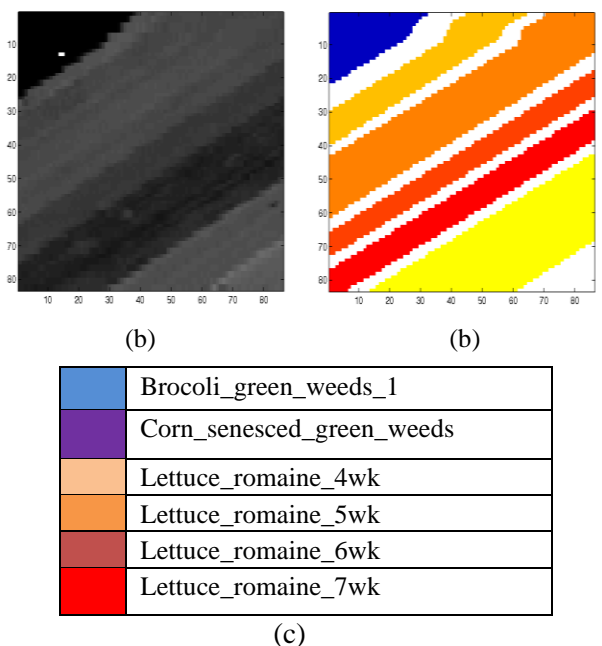 10
20
30
40
50
60
70
80
10 20 30 40 50 60 70 80
10
20
30
40
50
60
70
80
10 20 30 40 50 60 70 80
(b) (b)
Brocoli_green_weeds_1
Corn_senesced_green_weeds
Lettuce_romaine_4wk
Lettuce_romaine_5wk
Lettuce_romaine_6wk
Lettuce_romaine_7wk
(c)